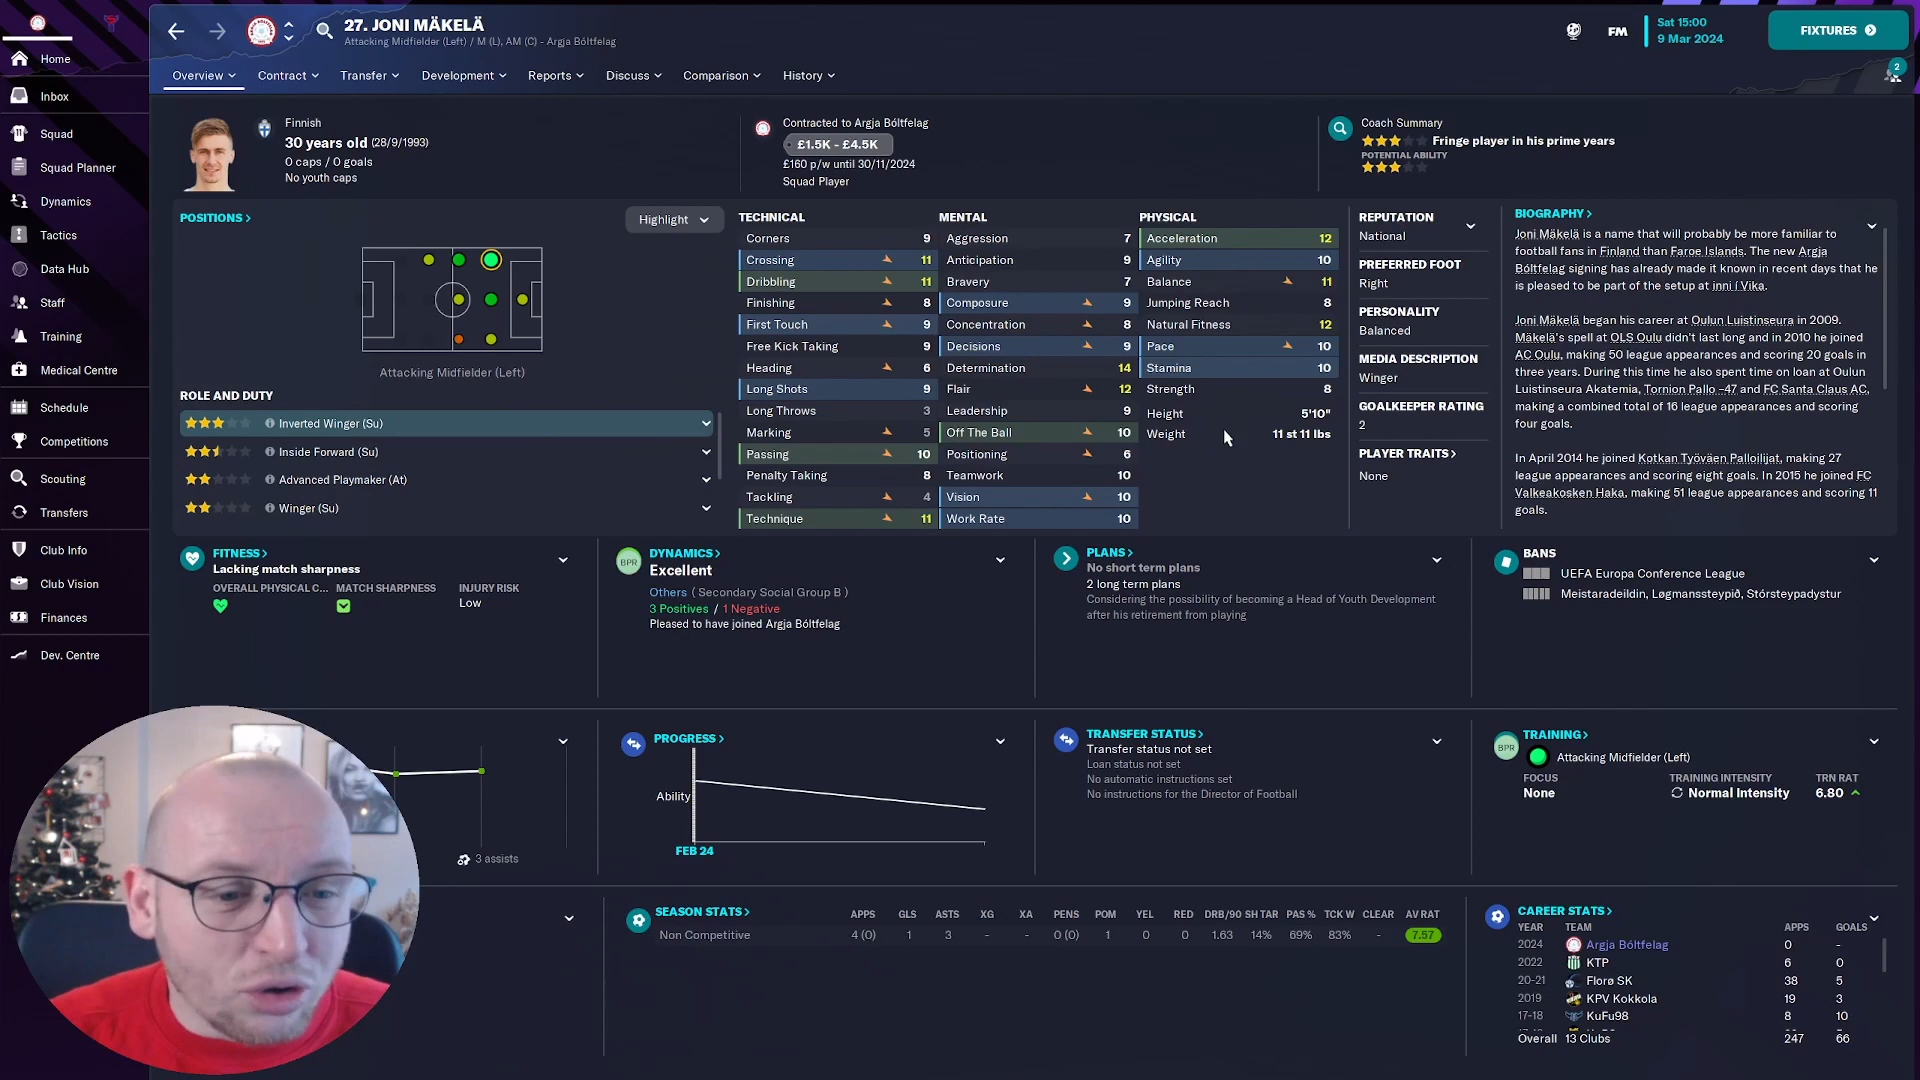 27. JONI MÄKELÄ
Attacking Midfielder (Left) / M (L), AM (C) - Argja Bóltfelag
FM
Sat 15:00
9 Mar 2024
FIXTURES
2
Home
Inbox
Squad
Squad Planner
Dynamics
Tactics
Data Hub
Staff
Training
Medical Centre
Schedule
Competitions
Scouting
Transfers
Club Info
Club Vision
Finances
Dev. Centre
Overview
Contract
Transfer
Development
Reports
Discuss
Comparison
History
Finnish
30 years old (28/9/1993)
0 caps / 0 goals
No youth caps
Contracted to Argja Bóltfelag
£1.5K - £4.5K
£160 p/w until 30/11/2024
Squad Player
Coach Summary
Fringe player in his prime years
POTENTIAL ABILITY
POSITIONS >
Highlight
Attacking Midfielder (Left)
ROLE AND DUTY
Inverted Winger (Su)
Inside Forward (Su)
Advanced Playmaker (At)
Winger (Su)
TECHNICAL
Corners 9
Crossing 11
Dribbling 11
Finishing 8
First Touch 9
Free Kick Taking 9
Heading 6
Long Shots 9
Long Throws 3
Marking 5
Passing 10
Penalty Taking 8
Tackling 4
Technique 11
MENTAL
Aggression 7
Anticipation 9
Bravery 7
Composure 9
Concentration 8
Decisions 9
Determination 14
Flair 12
Leadership 9
Off The Ball 10
Positioning 6
Teamwork 10
Vision 10
Work Rate 10
PHYSICAL
Acceleration 12
Agility 10
Balance 11
Jumping Reach 8
Natural Fitness 12
Pace 10
Stamina 10
Strength 8
Height 5'10"
Weight 11 st 11 lbs
REPUTATION
National
PREFERRED FOOT
Right
PERSONALITY
Balanced
MEDIA DESCRIPTION
Winger
GOALKEEPER RATING
2
PLAYER TRAITS >
None
BIOGRAPHY >
Joni Mäkelä is a name that will probably be more familiar to
football fans in Finland than Faroe Islands. The new Argja
Bóltfelag signing has already made it known in recent days that he
is pleased to be part of the setup at inni í Vika.
Joni Mäkelä began his career at Oulun Luistinseura in 2009.
Mäkelä's spell at OLS Oulu didn't last long and in 2010 he joined
AC Oulu, making 50 league appearances and scoring 20 goals in
three years. During this time he also spent time on loan at Oulun
Luistinseura Akatemia, Tornion Pallo -47 and FC Santa Claus AC,
making a combined total of 16 league appearances and scoring
four goals.
In April 2014 he joined Kotkan Työväen Palloilijat, making 27
league appearances and scoring eight goals. In 2015 he joined FC
Valkeakosken Haka, making 51 league appearances and scoring 11
goals.
FITNESS >
Lacking match sharpness
OVERALL PHYSICAL C... MATCH SHARPNESS INJURY RISK
Low
BPR
DYNAMICS >
Excellent
Others ( Secondary Social Group B )
3 Positives / 1 Negative
Pleased to have joined Argja Bóltfelag
PLANS >
No short term plans
2 long term plans
Considering the possibility of becoming a Head of Youth Development
after his retirement from playing
BANS
UEFA Europa Conference League
Meistaradeildin, Løgmanssteypið, Stórsteypadystur
3 assists
PROGRESS >
Ability
FEB 24
TRANSFER STATUS >
Transfer status not set
Loan status not set
No automatic instructions set
No instructions for the Director of Football
BPR
TRAINING >
Attacking Midfielder (Left)
FOCUS TRAINING INTENSITY TRN RAT
None Normal Intensity 6.80
SEASON STATS > APPS GLS ASTS XG XA PENS POM YEL RED DRB/90 SH TAR PAS % TCK W CLEAR AV RAT
Non Competitive 4 (0) 1 3 - - 0 (0) 1 0 0 1.63 14% 69% 83% - 7.57
CAREER STATS >
YEAR TEAM APPS GOALS
2024 Argja Bóltfelag 0 -
2022 KTP 6 0
20-21 Florø SK 38 5
2019 KPV Kokkola 19 3
17-18 KuFu98 8 10
Overall 13 Clubs 247 66